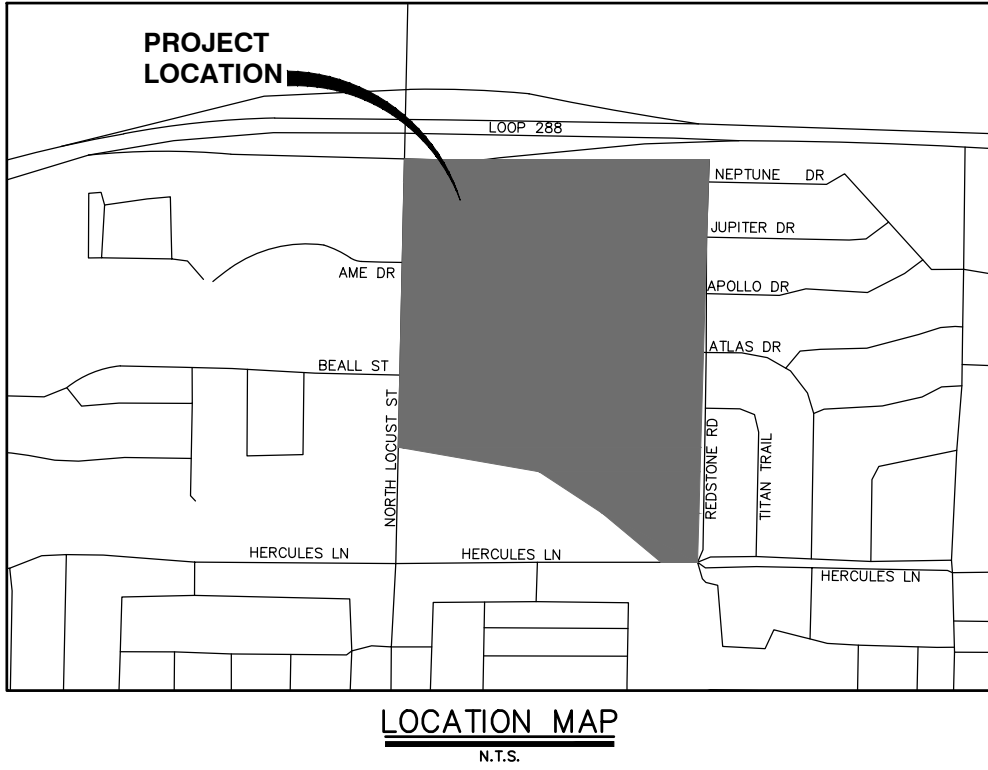 PROJECT
LOCATION
LOOP 288
NEPTUNE DR
JUPITER DR
AME DR
APOLLO DR
ATLAS DR
BEALL ST
NORTH LOCUST ST
REDSTONE RD
TITAN TRAIL
HERCULES LN
HERCULES LN
HERCULES LN
LOCATION MAP
N.T.S.